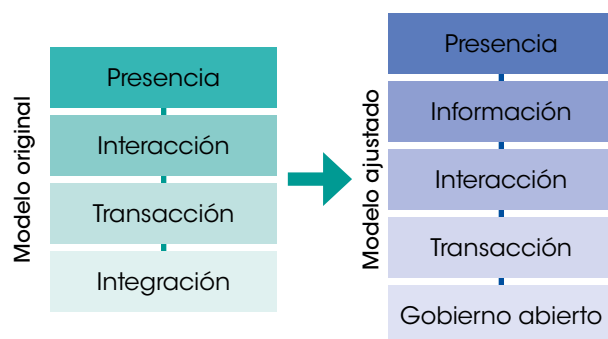 Modelo original
Presencia
Interacción
Transacción
Integración
Modelo ajustado
Presencia
Información
Interacción
Transacción
Gobierno abierto